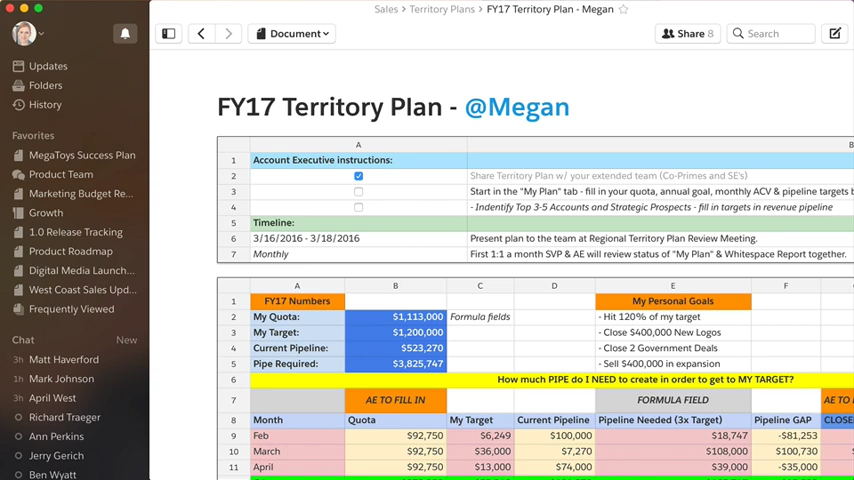 Sales › Territory Plans › FY17 Territory Plan - Megan
Document
Share 8
Search
Updates
Folders
History
Favorites
MegaToys Success Plan
Product Team
Marketing Budget Re...
Growth
1.0 Release Tracking
Product Roadmap
Digital Media Launch...
West Coast Sales Upd...
Frequently Viewed
Chat New
3h Matt Haverford
1h Mark Johnson
3h April West
Richard Traeger
Ann Perkins
Jerry Gerich
Ben Wyatt
FY17 Territory Plan - @Megan
A B
1 Account Executive instructions:
2 Share Territory Plan w/ your extended team (Co-Primes and SE's)
3 Start in the "My Plan" tab - fill in your quota, annual goal, monthly ACV & pipeline targets b
4 - Indentify Top 3-5 Accounts and Strategic Prospects - fill in targets in revenue pipeline
5 Timeline:
6 3/16/2016 - 3/18/2016 Present plan to the team at Regional Territory Plan Review Meeting.
7 Monthly First 1:1 a month SVP & AE will review status of "My Plan" & Whitespace Report together.
A B C D E F
1 FY17 Numbers My Personal Goals
2 My Quota: $1,113,000 Formula fields - Hit 120% of my target
3 My Target: $1,200,000 - Close $400,000 New Logos
4 Current Pipeline: $523,270 - Close 2 Government Deals
5 Pipe Required: $3,825,747 - Sell $400,000 in expansion
6 How much PIPE do I NEED to create in order to get to MY TARGET?
7 AE TO FILL IN FORMULA FIELD AE TO
8 Month Quota My Target Current Pipeline Pipeline Needed (3x Target) Pipeline GAP CLOSE
9 Feb $92,750 $6,249 $100,000 $18,747 -$81,253
10 March $92,750 $36,000 $7,270 $108,000 $100,730
11 April $92,750 $13,000 $74,000 $39,000 -$35,000